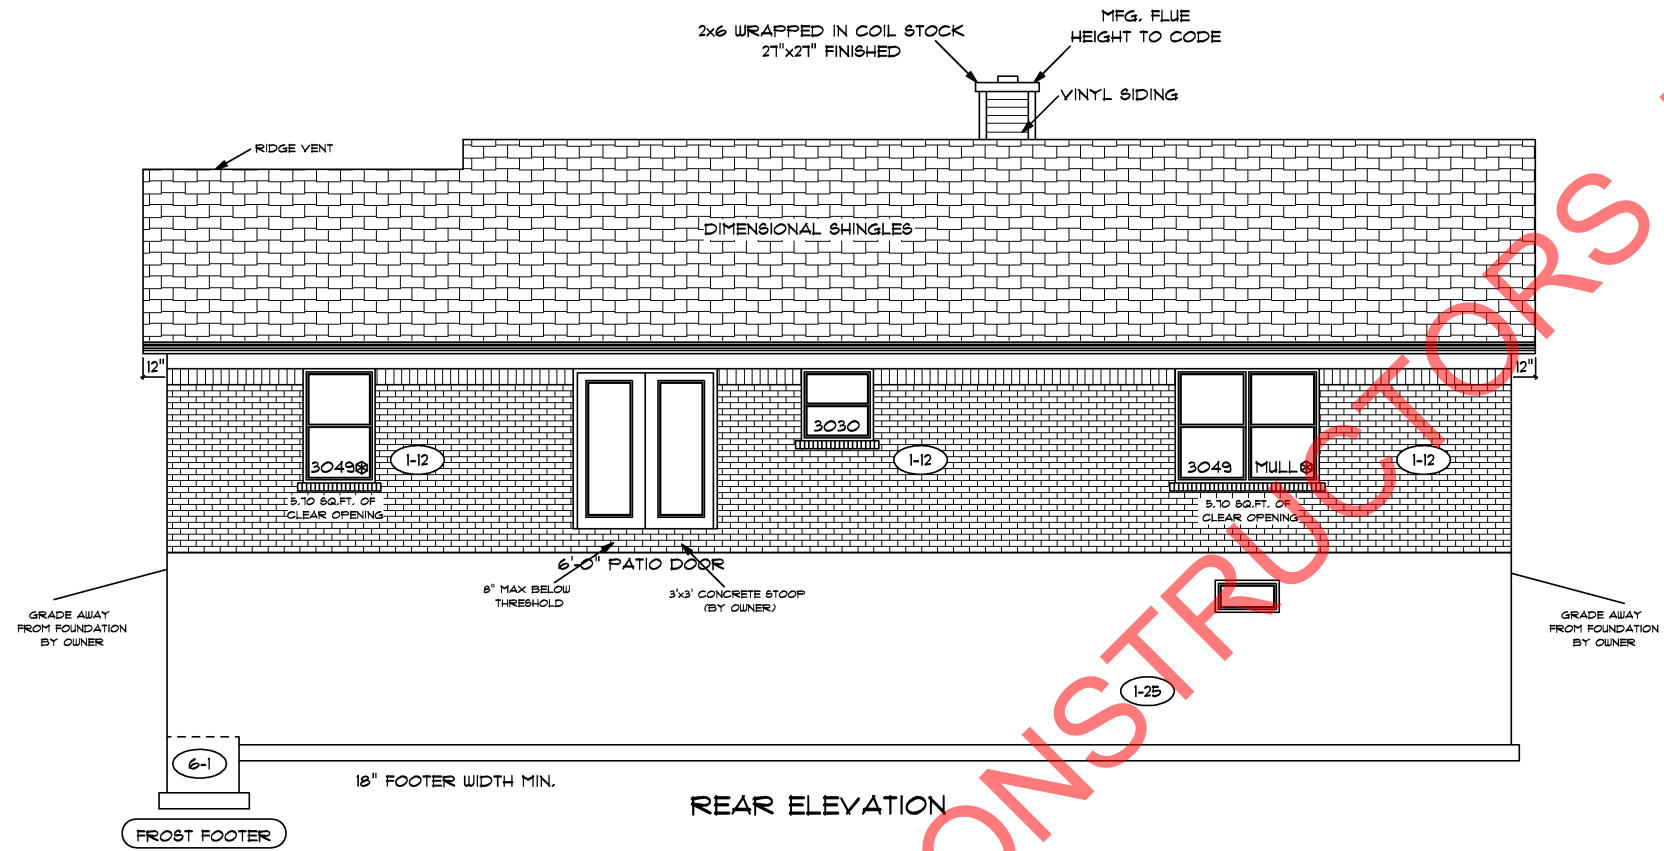 2x6 WRAPPED IN COIL STOCK
27"x27" FINISHED
MFG. FLUE
HEIGHT TO CODE
VINYL SIDING
RIDGE VENT
DIMENSIONAL SHINGLES
12"
12"
3030
3049
1-12
1-12
3049 MULL
1-12
5.70 SQ.FT. OF
CLEAR OPENING
5.70 SQ.FT. OF
CLEAR OPENING
6'-0" PATIO DOOR
8" MAX BELOW
THRESHOLD
3'x3' CONCRETE STOOP
(BY OWNER)
GRADE AWAY
FROM FOUNDATION
BY OWNER
GRADE AWAY
FROM FOUNDATION
BY OWNER
1-25
6-1
18" FOOTER WIDTH MIN.
REAR ELEVATION
FROST FOOTER
ONSTRUCTORS